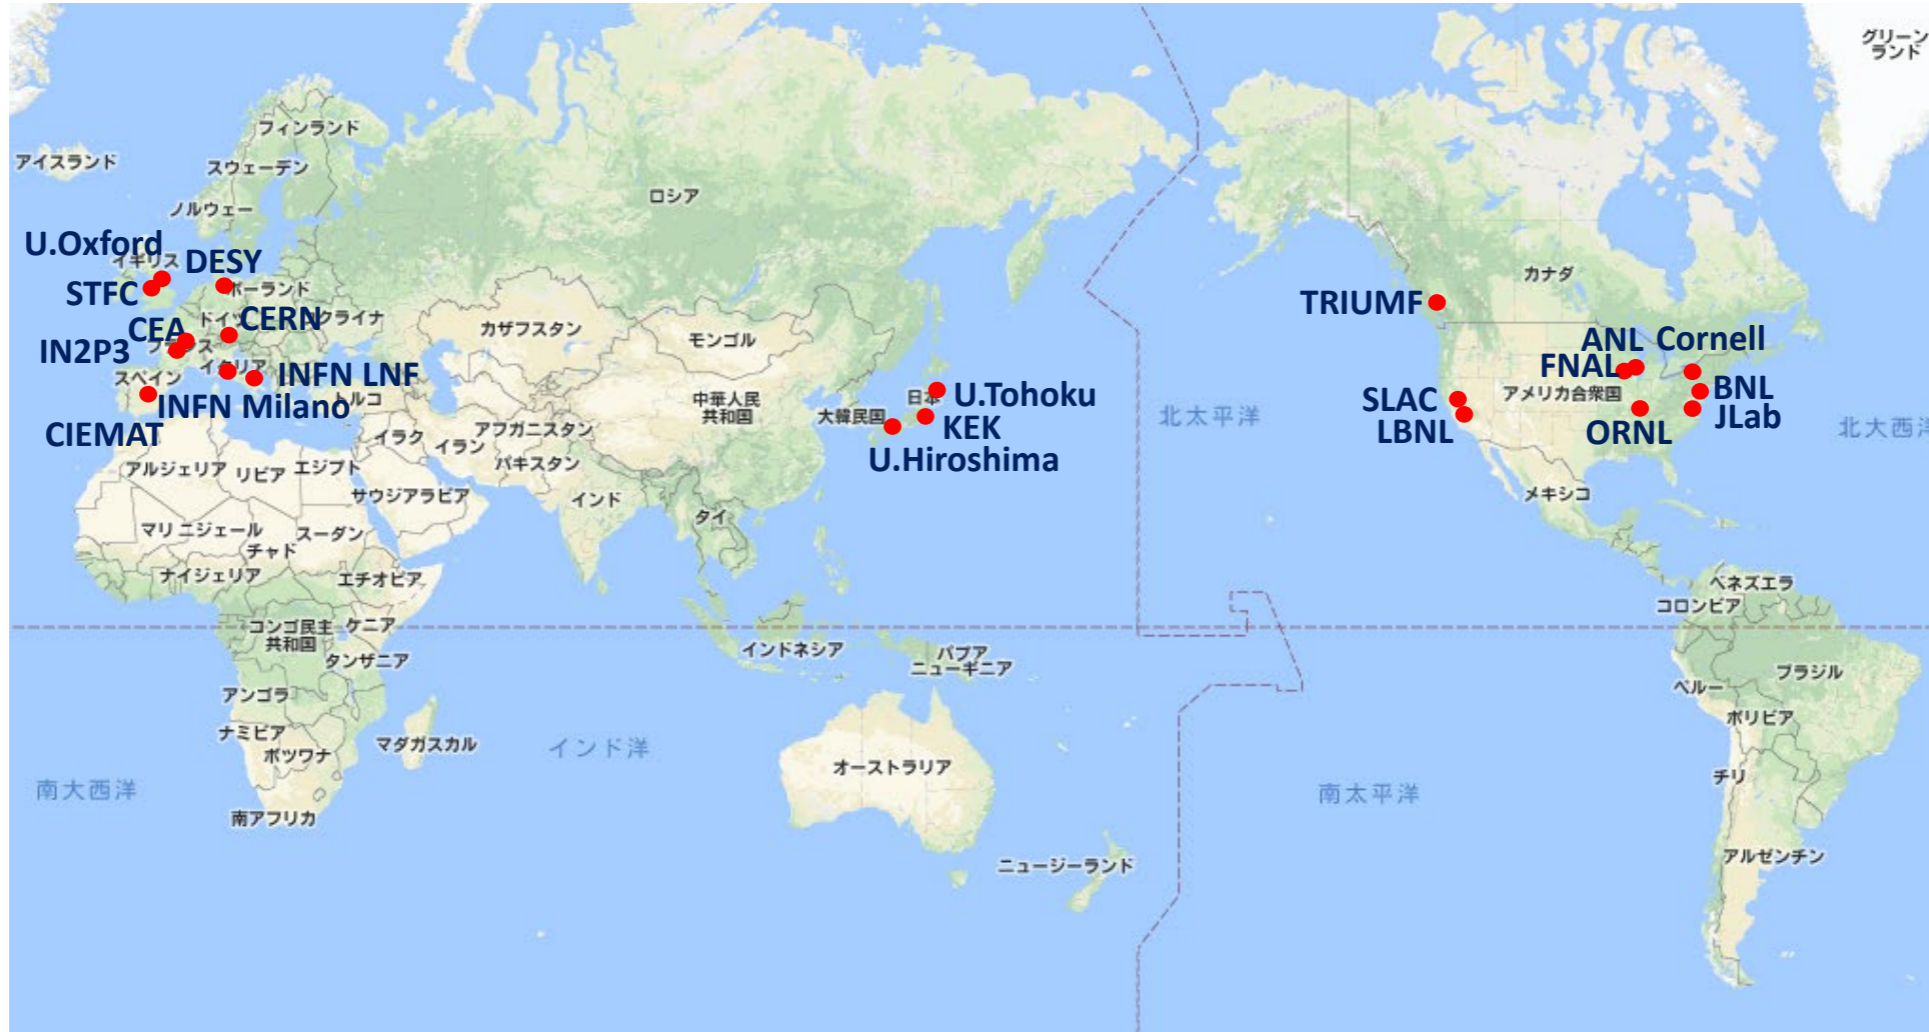 グリーン
ランド
フィンランド
アイスランド
スウェーデン
ロシア
ノルウェー
U.Oxford
イギリス
DESY
カナダ
STFC
ポーランド
TRIUMF
CERN
ドイツ
クライナ
CEA
カザフスタン
モンゴル
ANL
Cornell
IN2P3
フランス
FNAL
イタリア
INFN LNF
スペイン
トルコ
中華人民
共和国
日本
U.Tohoku
アメリカ合衆国
BNL
SLAC
INFN Milano
大韓民国
北太平洋
JLab
CIEMAT
イラク
イラン
アフガニスタン
KEK
LBNL
ORNL
北大西洋
U.Hiroshima
アルジェリア
リビア
エジプト
パキスタン
サウジアラビア
インド
メキシコ
タイ
マリ
ニジェール
スーダン
チャド
ナイジェリア
エチオピア
ベネズエラ
コロンビア
コンゴ民主
共和国
ケニア
タンザニア
インドネシア
パプア
ニューギニア
ブラジル
ペルー
アンゴラ
ボリビア
ナミビア
ボツワナ
マダガスカル
インド洋
オーストラリア
チリ
南大西洋
南太平洋
南アフリカ
アルゼンチン
ニュージーランド